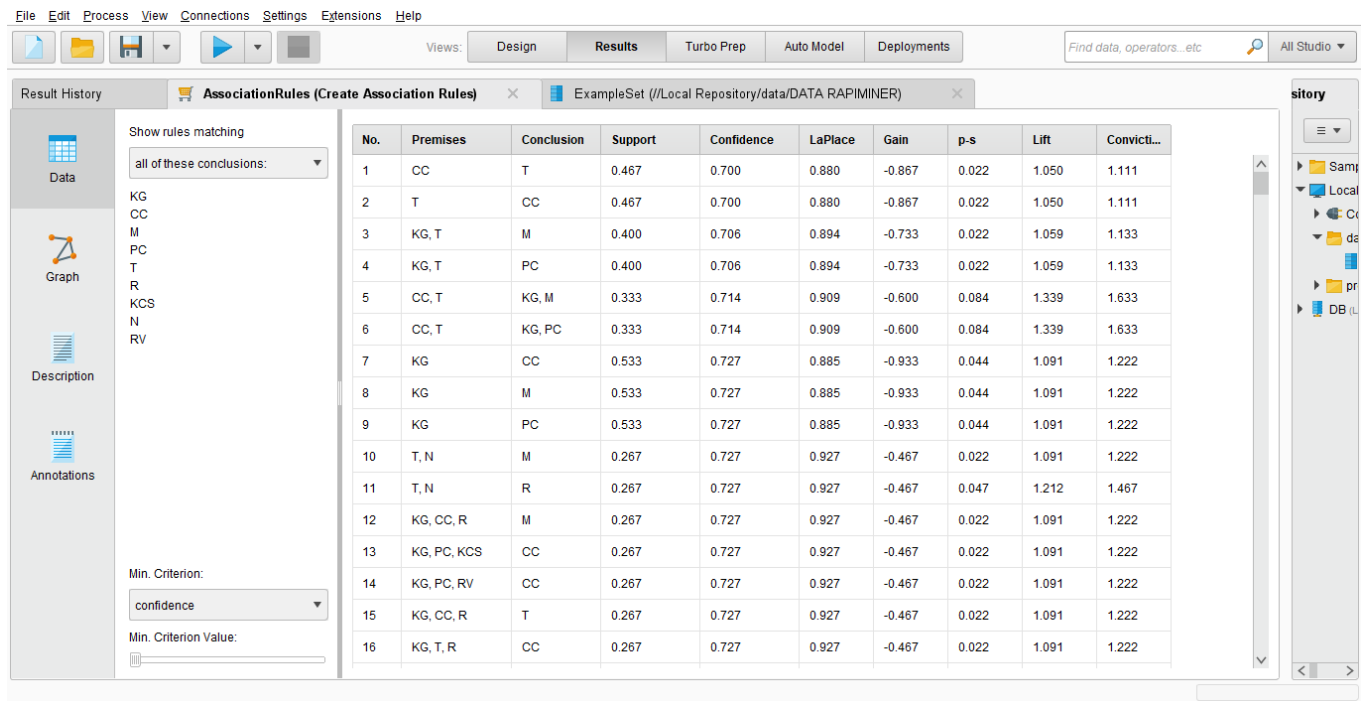 File Edit Process View Connections Settings Extensions Help
Views: Design Results Turbo Prep Auto Model Deployments Find data, operators...etc All Studio
Result History AssociationRules (Create Association Rules) ExampleSet (//Local Repository/data/DATA RAPIMINER) sitory
Data
Graph
Description
Annotations
Show rules matching
all of these conclusions:
KG
CC
M
PC
T
R
KCS
N
RV
Min. Criterion:
confidence
Min. Criterion Value:
No. Premises Conclusion Support Confidence LaPlace Gain p-s Lift Convicti...
1 CC T 0.467 0.700 0.880 -0.867 0.022 1.050 1.111
2 T CC 0.467 0.700 0.880 -0.867 0.022 1.050 1.111
3 KG, T M 0.400 0.706 0.894 -0.733 0.022 1.059 1.133
4 KG, T PC 0.400 0.706 0.894 -0.733 0.022 1.059 1.133
5 CC, T KG, M 0.333 0.714 0.909 -0.600 0.084 1.339 1.633
6 CC, T KG, PC 0.333 0.714 0.909 -0.600 0.084 1.339 1.633
7 KG CC 0.533 0.727 0.885 -0.933 0.044 1.091 1.222
8 KG M 0.533 0.727 0.885 -0.933 0.044 1.091 1.222
9 KG PC 0.533 0.727 0.885 -0.933 0.044 1.091 1.222
10 T, N M 0.267 0.727 0.927 -0.467 0.022 1.091 1.222
11 T, N R 0.267 0.727 0.927 -0.467 0.047 1.212 1.467
12 KG, CC, R M 0.267 0.727 0.927 -0.467 0.022 1.091 1.222
13 KG, PC, KCS CC 0.267 0.727 0.927 -0.467 0.022 1.091 1.222
14 KG, PC, RV CC 0.267 0.727 0.927 -0.467 0.022 1.091 1.222
15 KG, CC, R T 0.267 0.727 0.927 -0.467 0.022 1.091 1.222
16 KG, T, R CC 0.267 0.727 0.927 -0.467 0.022 1.091 1.222
Samp
Local
Co
da
pr
DB (L